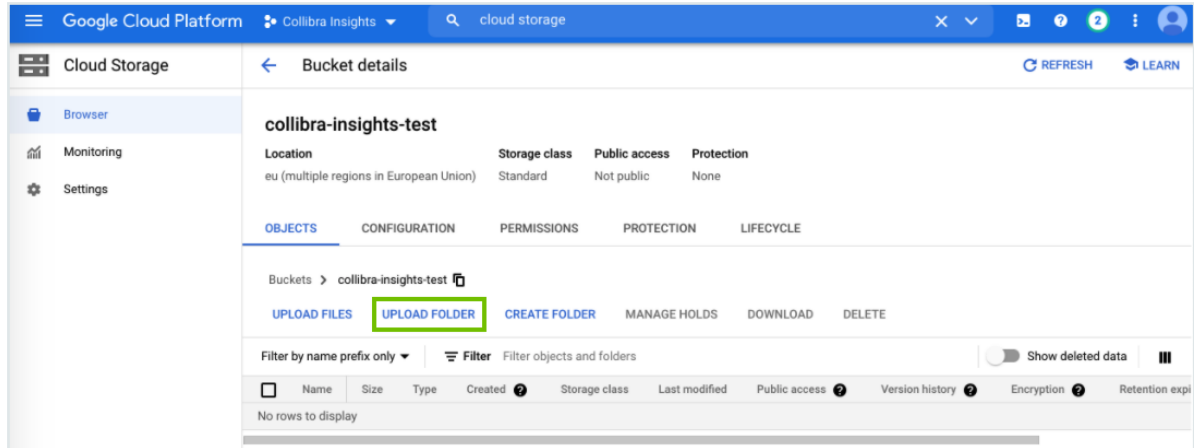 Google Cloud Platform Collibra Insights cloud storage 2
Cloud Storage Bucket details REFRESH LEARN
Browser
Monitoring
Settings
collibra-insights-test
Location Storage class Public access Protection
eu (multiple regions in European Union) Standard Not public None
OBJECTS CONFIGURATION PERMISSIONS PROTECTION LIFECYCLE
Buckets > collibra-insights-test
UPLOAD FILES UPLOAD FOLDER CREATE FOLDER MANAGE HOLDS DOWNLOAD DELETE
Filter by name prefix only Filter Filter objects and folders Show deleted data
Name Size Type Created Storage class Last modified Public access Version history Encryption Retention expi
No rows to display